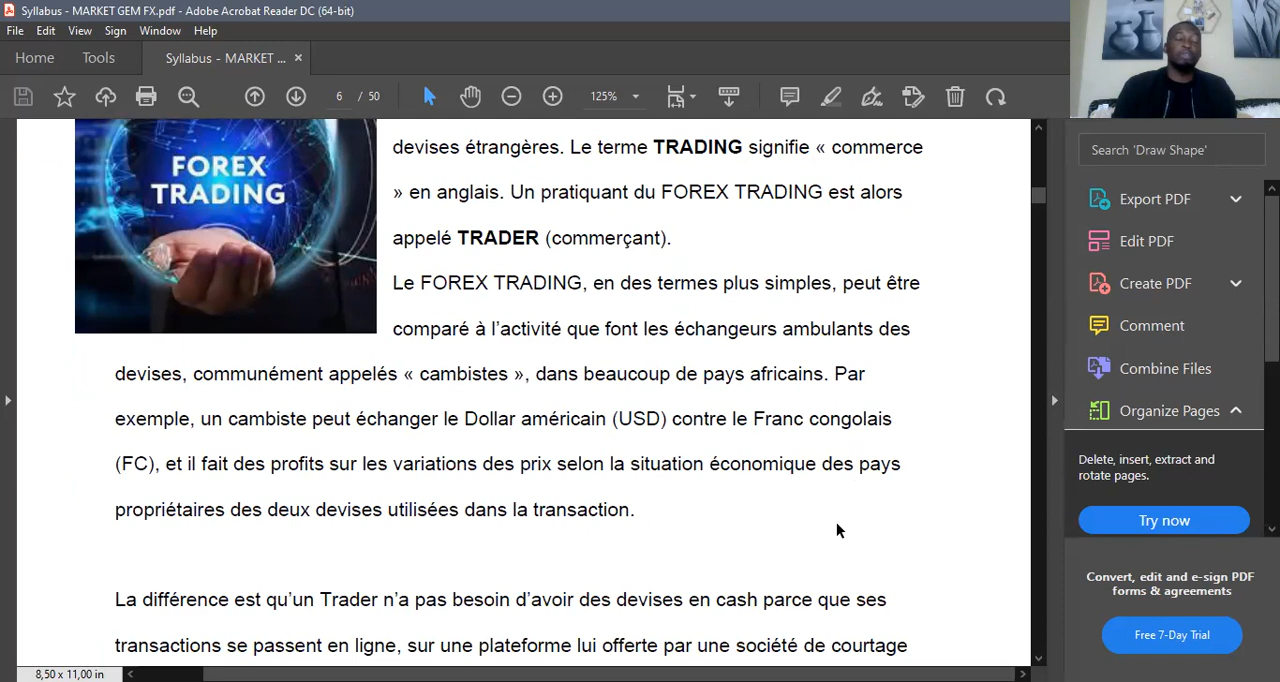 Syllabus - MARKET GEM FX.pdf - Adobe Acrobat Reader DC (64-bit)
File Edit View Sign Window Help
Home Tools Syllabus - MARKET ... ×
6 / 50 125%
FOREX
TRADING
devises étrangères. Le terme TRADING signifie « commerce
» en anglais. Un pratiquant du FOREX TRADING est alors
appelé TRADER (commerçant).
Le FOREX TRADING, en des termes plus simples, peut être
comparé à l’activité que font les échangeurs ambulants des
devises, communément appelés « cambistes », dans beaucoup de pays africains. Par
exemple, un cambiste peut échanger le Dollar américain (USD) contre le Franc congolais
(FC), et il fait des profits sur les variations des prix selon la situation économique des pays
propriétaires des deux devises utilisées dans la transaction.
La différence est qu’un Trader n’a pas besoin d’avoir des devises en cash parce que ses
transactions se passent en ligne, sur une plateforme lui offerte par une société de courtage
8,50 x 11,00 in
Search 'Draw Shape'
Export PDF
Edit PDF
Create PDF
Comment
Combine Files
Organize Pages
Delete, insert, extract and
rotate pages.
Try now
Convert, edit and e-sign PDF
forms & agreements
Free 7-Day Trial